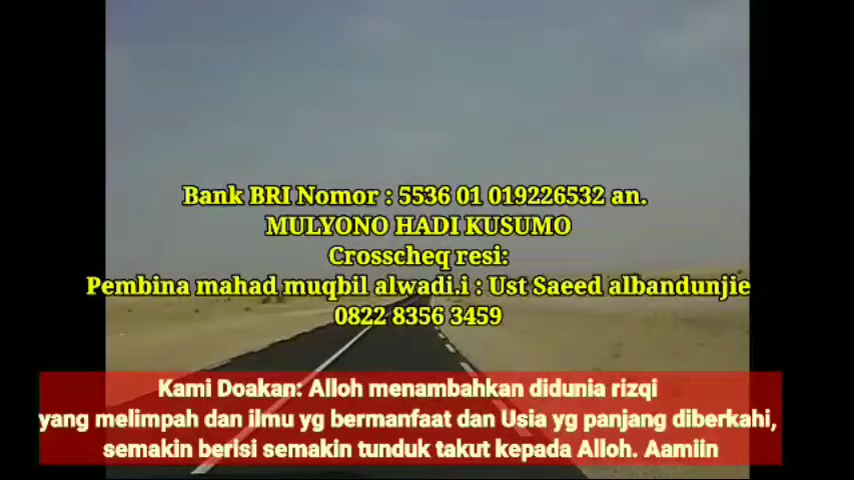 Bank BRI Nomor : 5536 01 019226532 an.
MULYONO HADI KUSUMO
Crosscheq resi:
Pembina mahad muqbil alwadi.i : Ust Saeed albandunjie
0822 8356 3459
Kami Doakan: Alloh menambahkan didunia rizqi
yang melimpah dan ilmu yg bermanfaat dan Usia yg panjang diberkahi,
semakin berisi semakin tunduk takut kepada Alloh. Aamiin